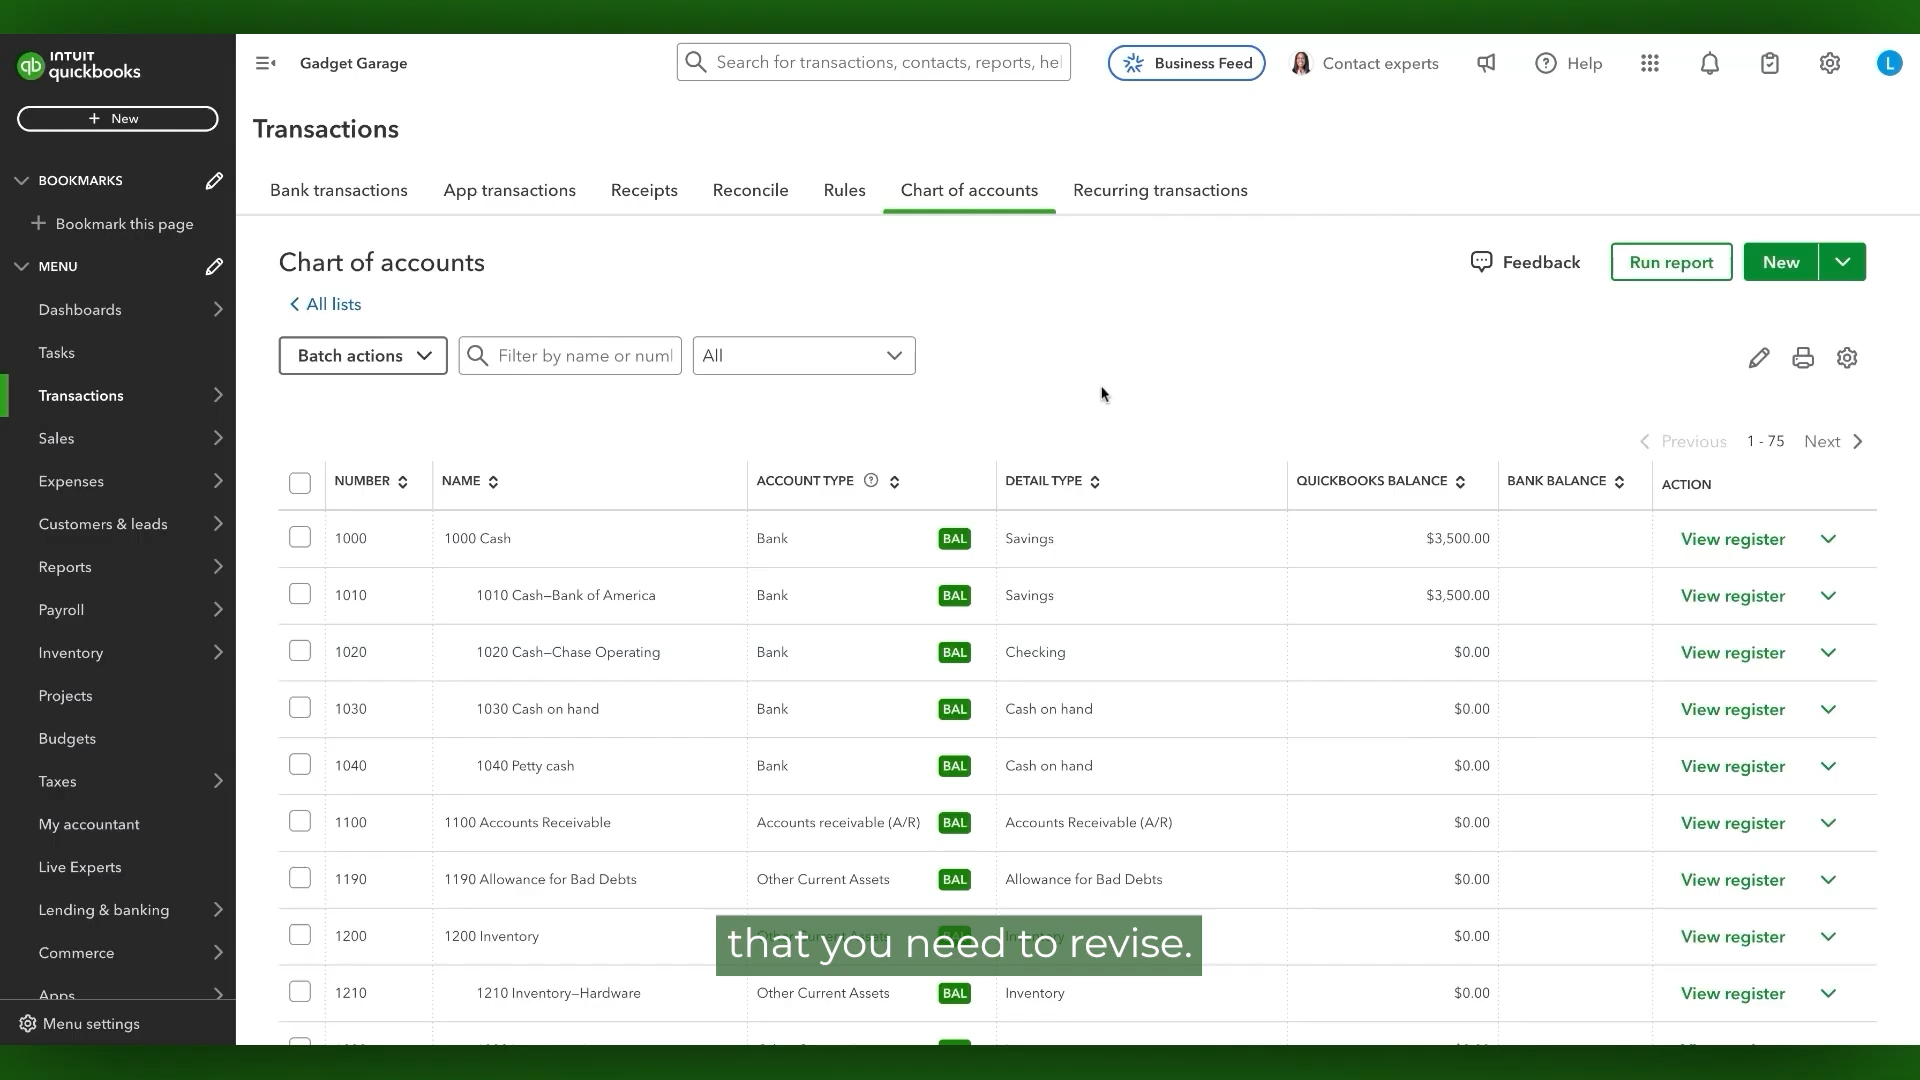 INTUIT
quickbooks
Gadget Garage
Search for transactions, contacts, reports, hel
Business Feed
Contact experts
Help
L
+ New
Transactions
BOOKMARKS
Bookmark this page
MENU
Dashboards
Tasks
Transactions
Sales
Expenses
Customers & leads
Reports
Payroll
Inventory
Projects
Budgets
Taxes
My accountant
Live Experts
Lending & banking
Commerce
Apps
Menu settings
Bank transactions App transactions Receipts Reconcile Rules Chart of accounts Recurring transactions
Chart of accounts
Feedback Run report New
All lists
Batch actions Filter by name or numl All
Previous 1 - 75 Next
NUMBER NAME ACCOUNT TYPE DETAIL TYPE QUICKBOOKS BALANCE BANK BALANCE ACTION
1000 1000 Cash Bank BAL Savings $3,500.00 View register
1010 1010 Cash–Bank of America Bank BAL Savings $3,500.00 View register
1020 1020 Cash–Chase Operating Bank BAL Checking $0.00 View register
1030 1030 Cash on hand Bank BAL Cash on hand $0.00 View register
1040 1040 Petty cash Bank BAL Cash on hand $0.00 View register
1100 1100 Accounts Receivable Accounts receivable (A/R) BAL Accounts Receivable (A/R) $0.00 View register
1190 1190 Allowance for Bad Debts Other Current Assets BAL Allowance for Bad Debts $0.00 View register
1200 1200 Inventory $0.00 View register
that you need to revise.
1210 1210 Inventory–Hardware Other Current Assets BAL Inventory $0.00 View register